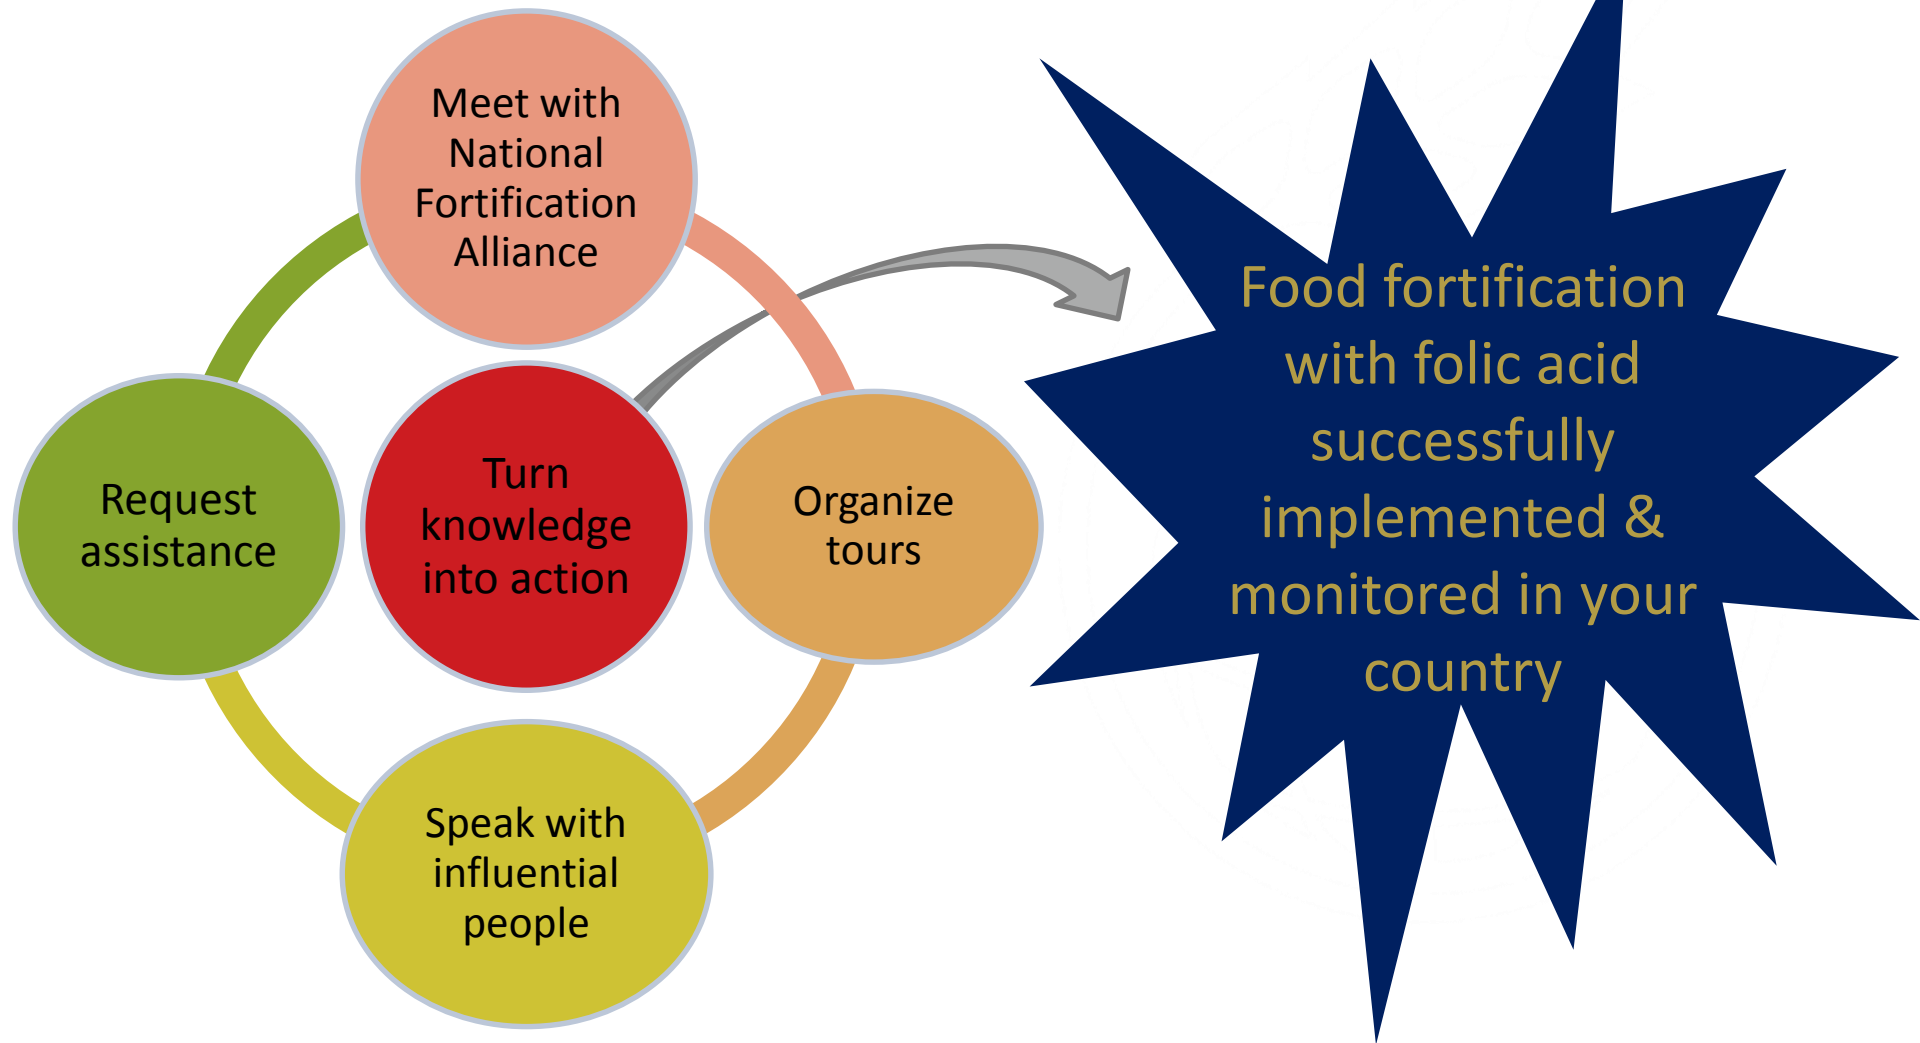 Meet with
National
Fortification
Alliance
Request
assistance
Turn
knowledge
into action
Organize
tours
Speak with
influential
people
Food fortification
with folic acid
successfully
implemented &
monitored in your
country